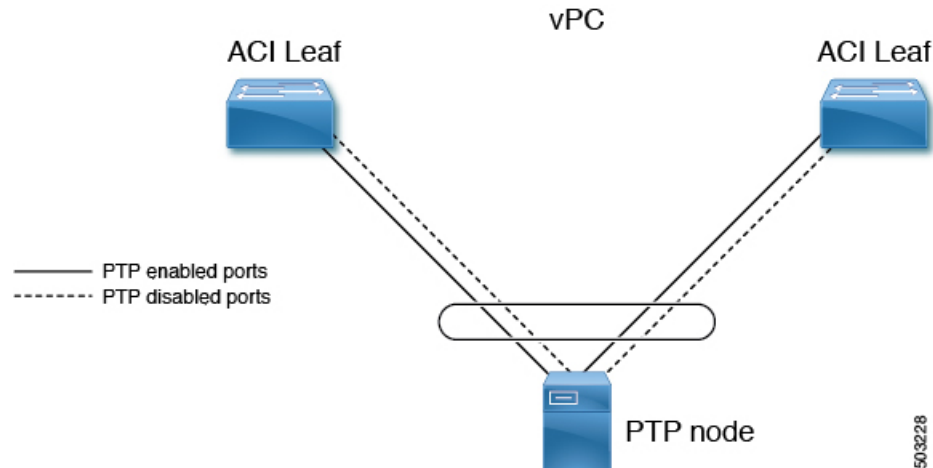 vPC
ACI Leaf
ACI Leaf
PTP enabled ports
PTP disabled ports
PTP node
503228